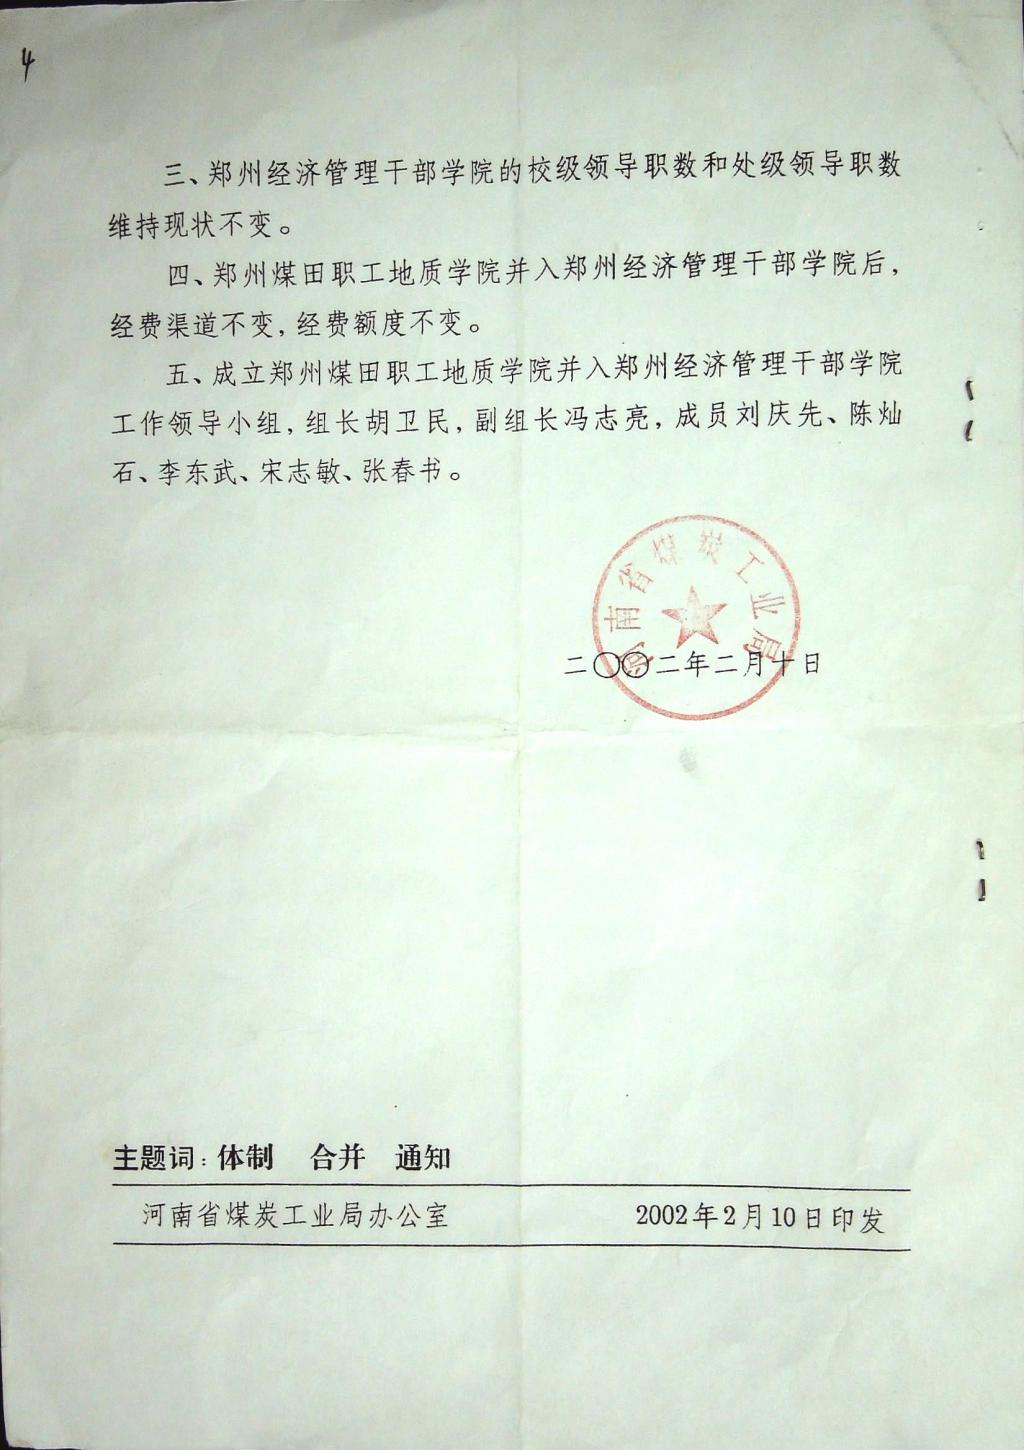 4
三、郑州经济管理干部学院的校级领导职数和处级领导职数
维持现状不变。
四、郑州煤田职工地质学院并入郑州经济管理干部学院后，
经费渠道不变，经费额度不变。
五、成立郑州煤田职工地质学院并入郑州经济管理干部学院
工作领导小组，组长胡卫民，副组长冯志亮，成员刘庆先、陈灿
石、李东武、宋志敏、张春书。
河南省煤炭工业局
二〇〇二年二月十日
主题词：体制 合并 通知
河南省煤炭工业局办公室 2002年2月10日印发